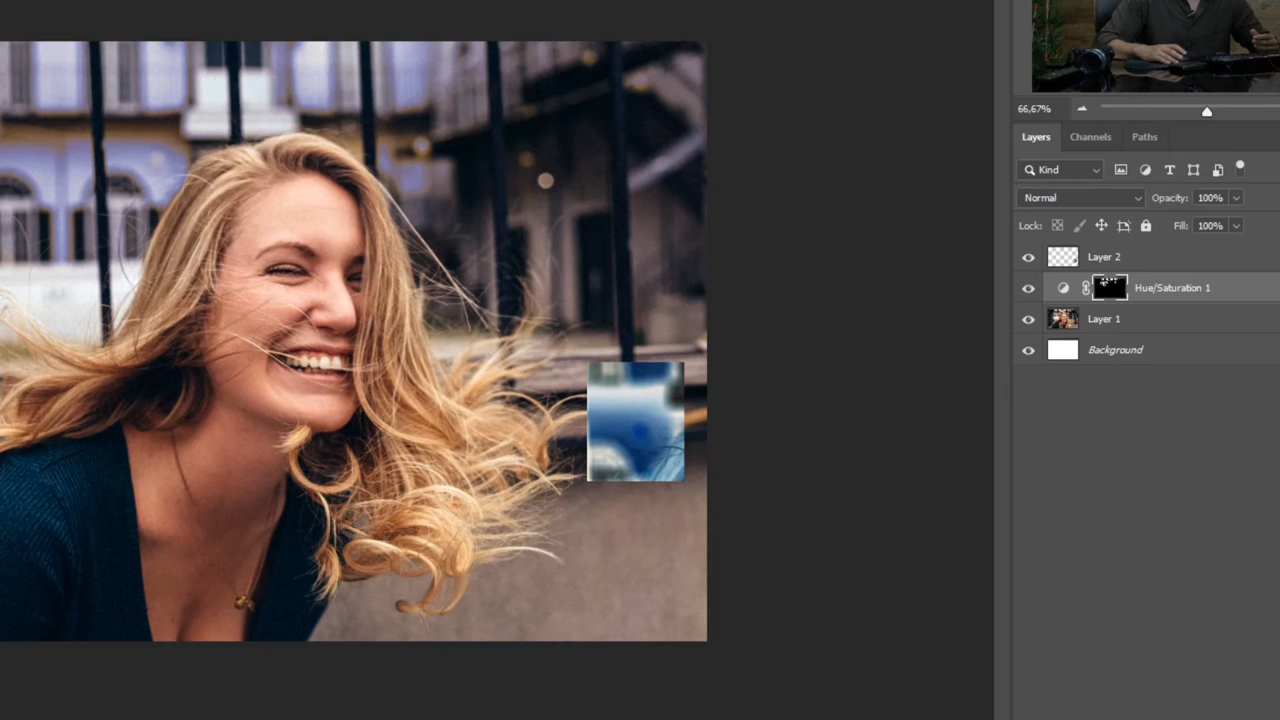 66,67%
Layers Channels Paths
Kind
Normal Opacity: 100%
Lock: Fill: 100%
Layer 2
Hue/Saturation 1
Layer 1
Background